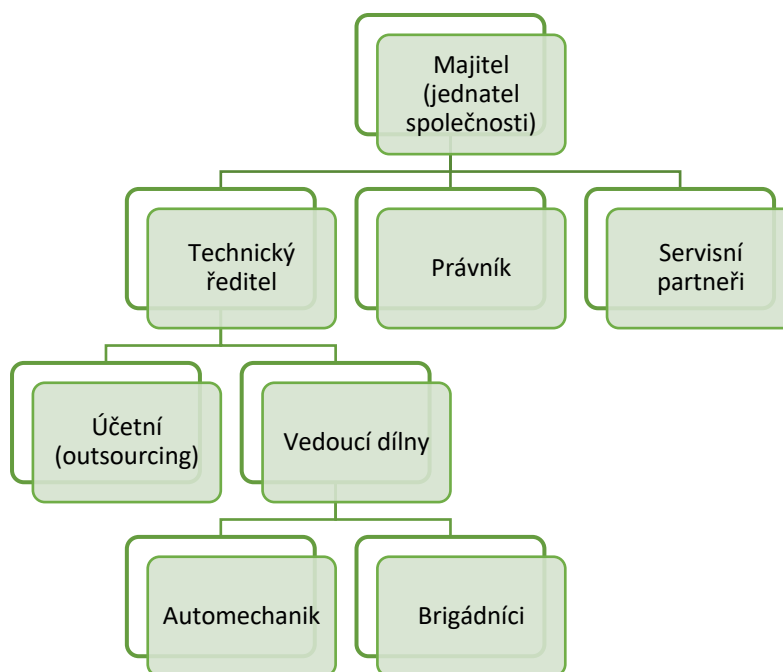 Majitel
(jednatel
společnosti)
Technický
ředitel
Právník
Servisní
partneři
Účetní
(outsourcing)
Vedoucí dílny
Automechanik
Brigádníci